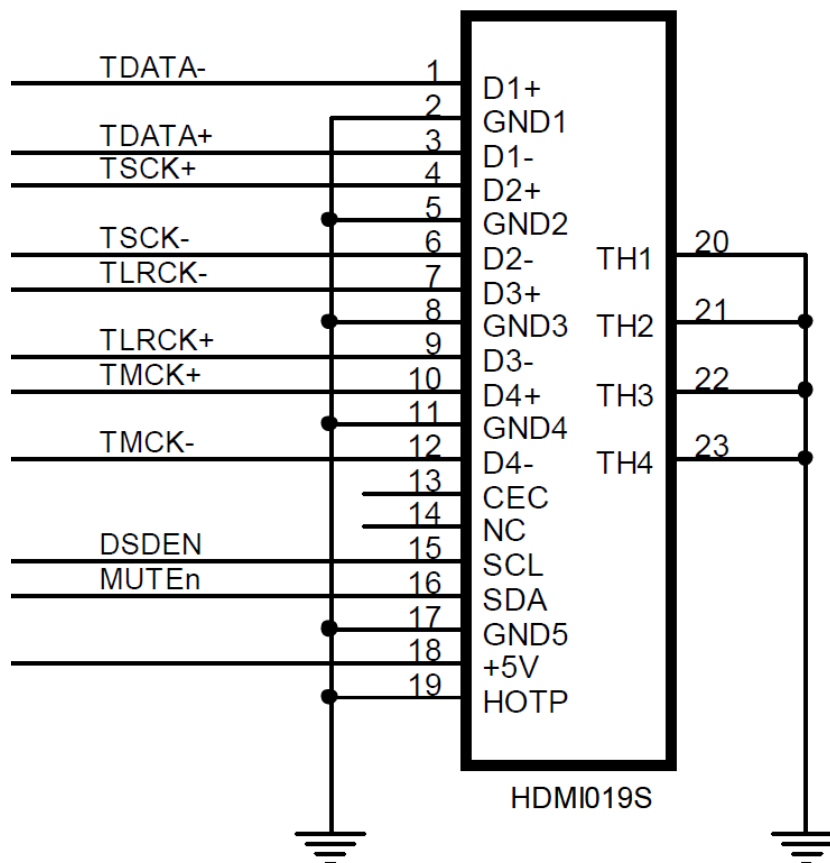 TDATA- 1 D1+
2 GND1
TDATA+ 3 D1-
TSCK+ 4 D2+
5 GND2
TSCK- 6 D2- TH1 20
TLRCK- 7 D3+
8 GND3 TH2 21
TLRCK+ 9 D3-
TMCK+ 10 D4+ TH3 22
11 GND4
TMCK- 12 D4- TH4 23
13 CEC
14 NC
DSDEN 15 SCL
MUTEn 16 SDA
17 GND5
18 +5V
19 HOTP
HDMI019S